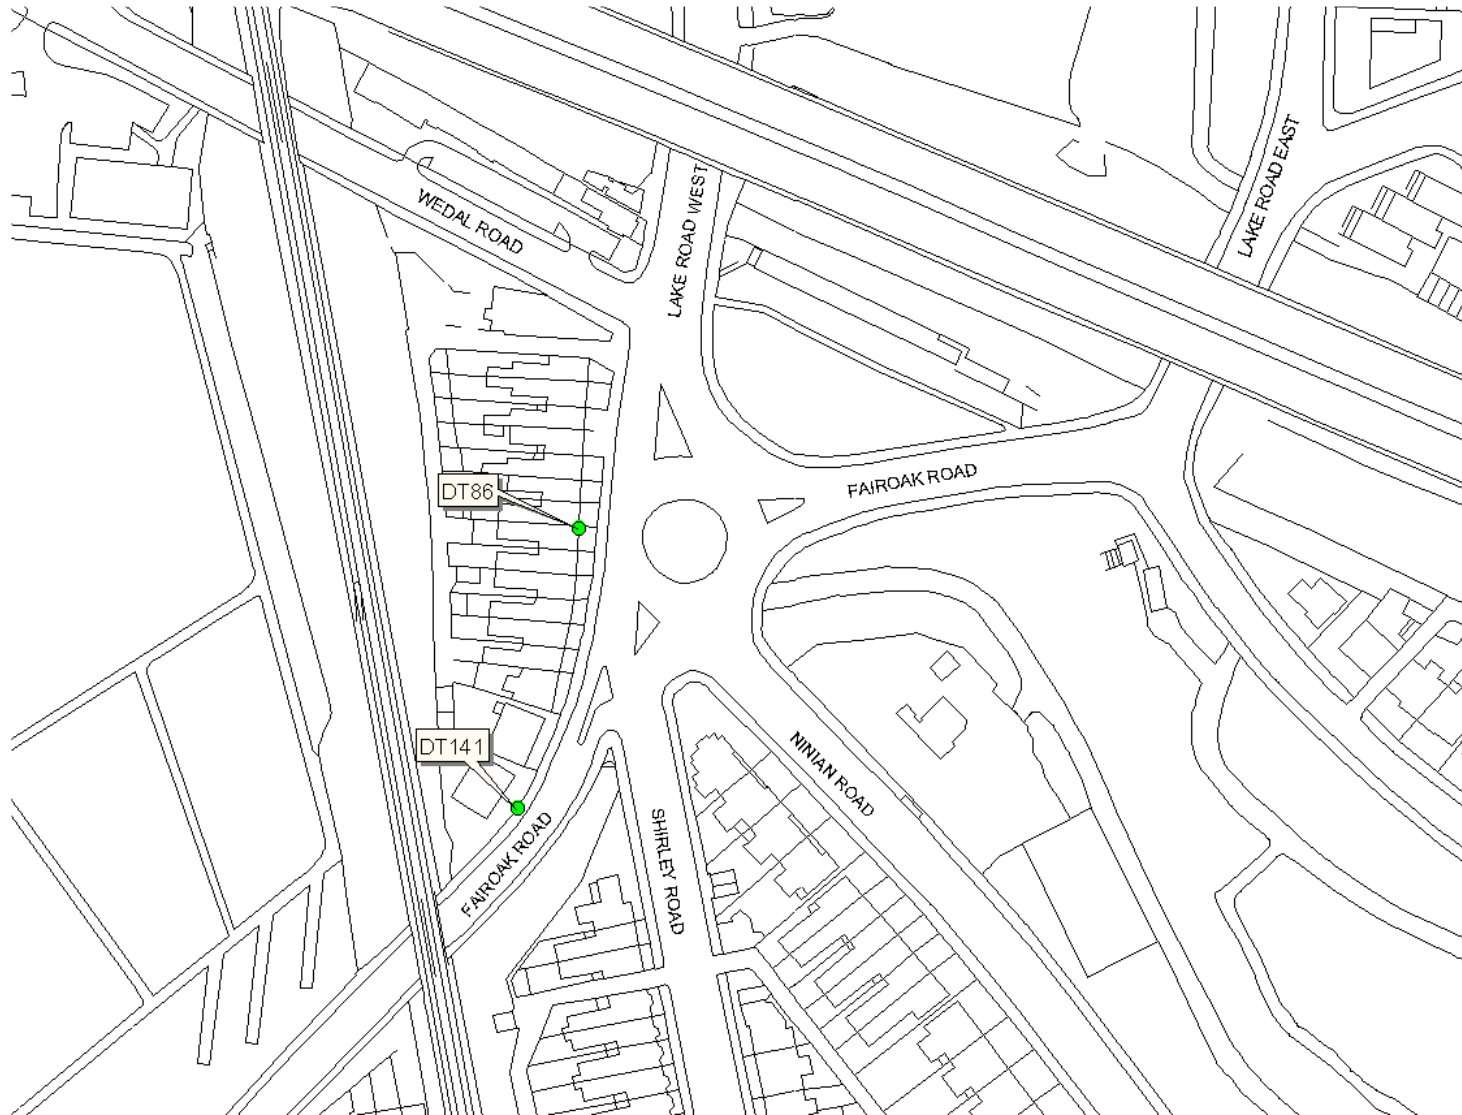 LAKE ROAD EAST
WEDAL ROAD
LAKE ROAD WEST
FAIROAK ROAD
DT86
DT141
NINIAN ROAD
SHIRLEY ROAD
FAIROAK ROAD